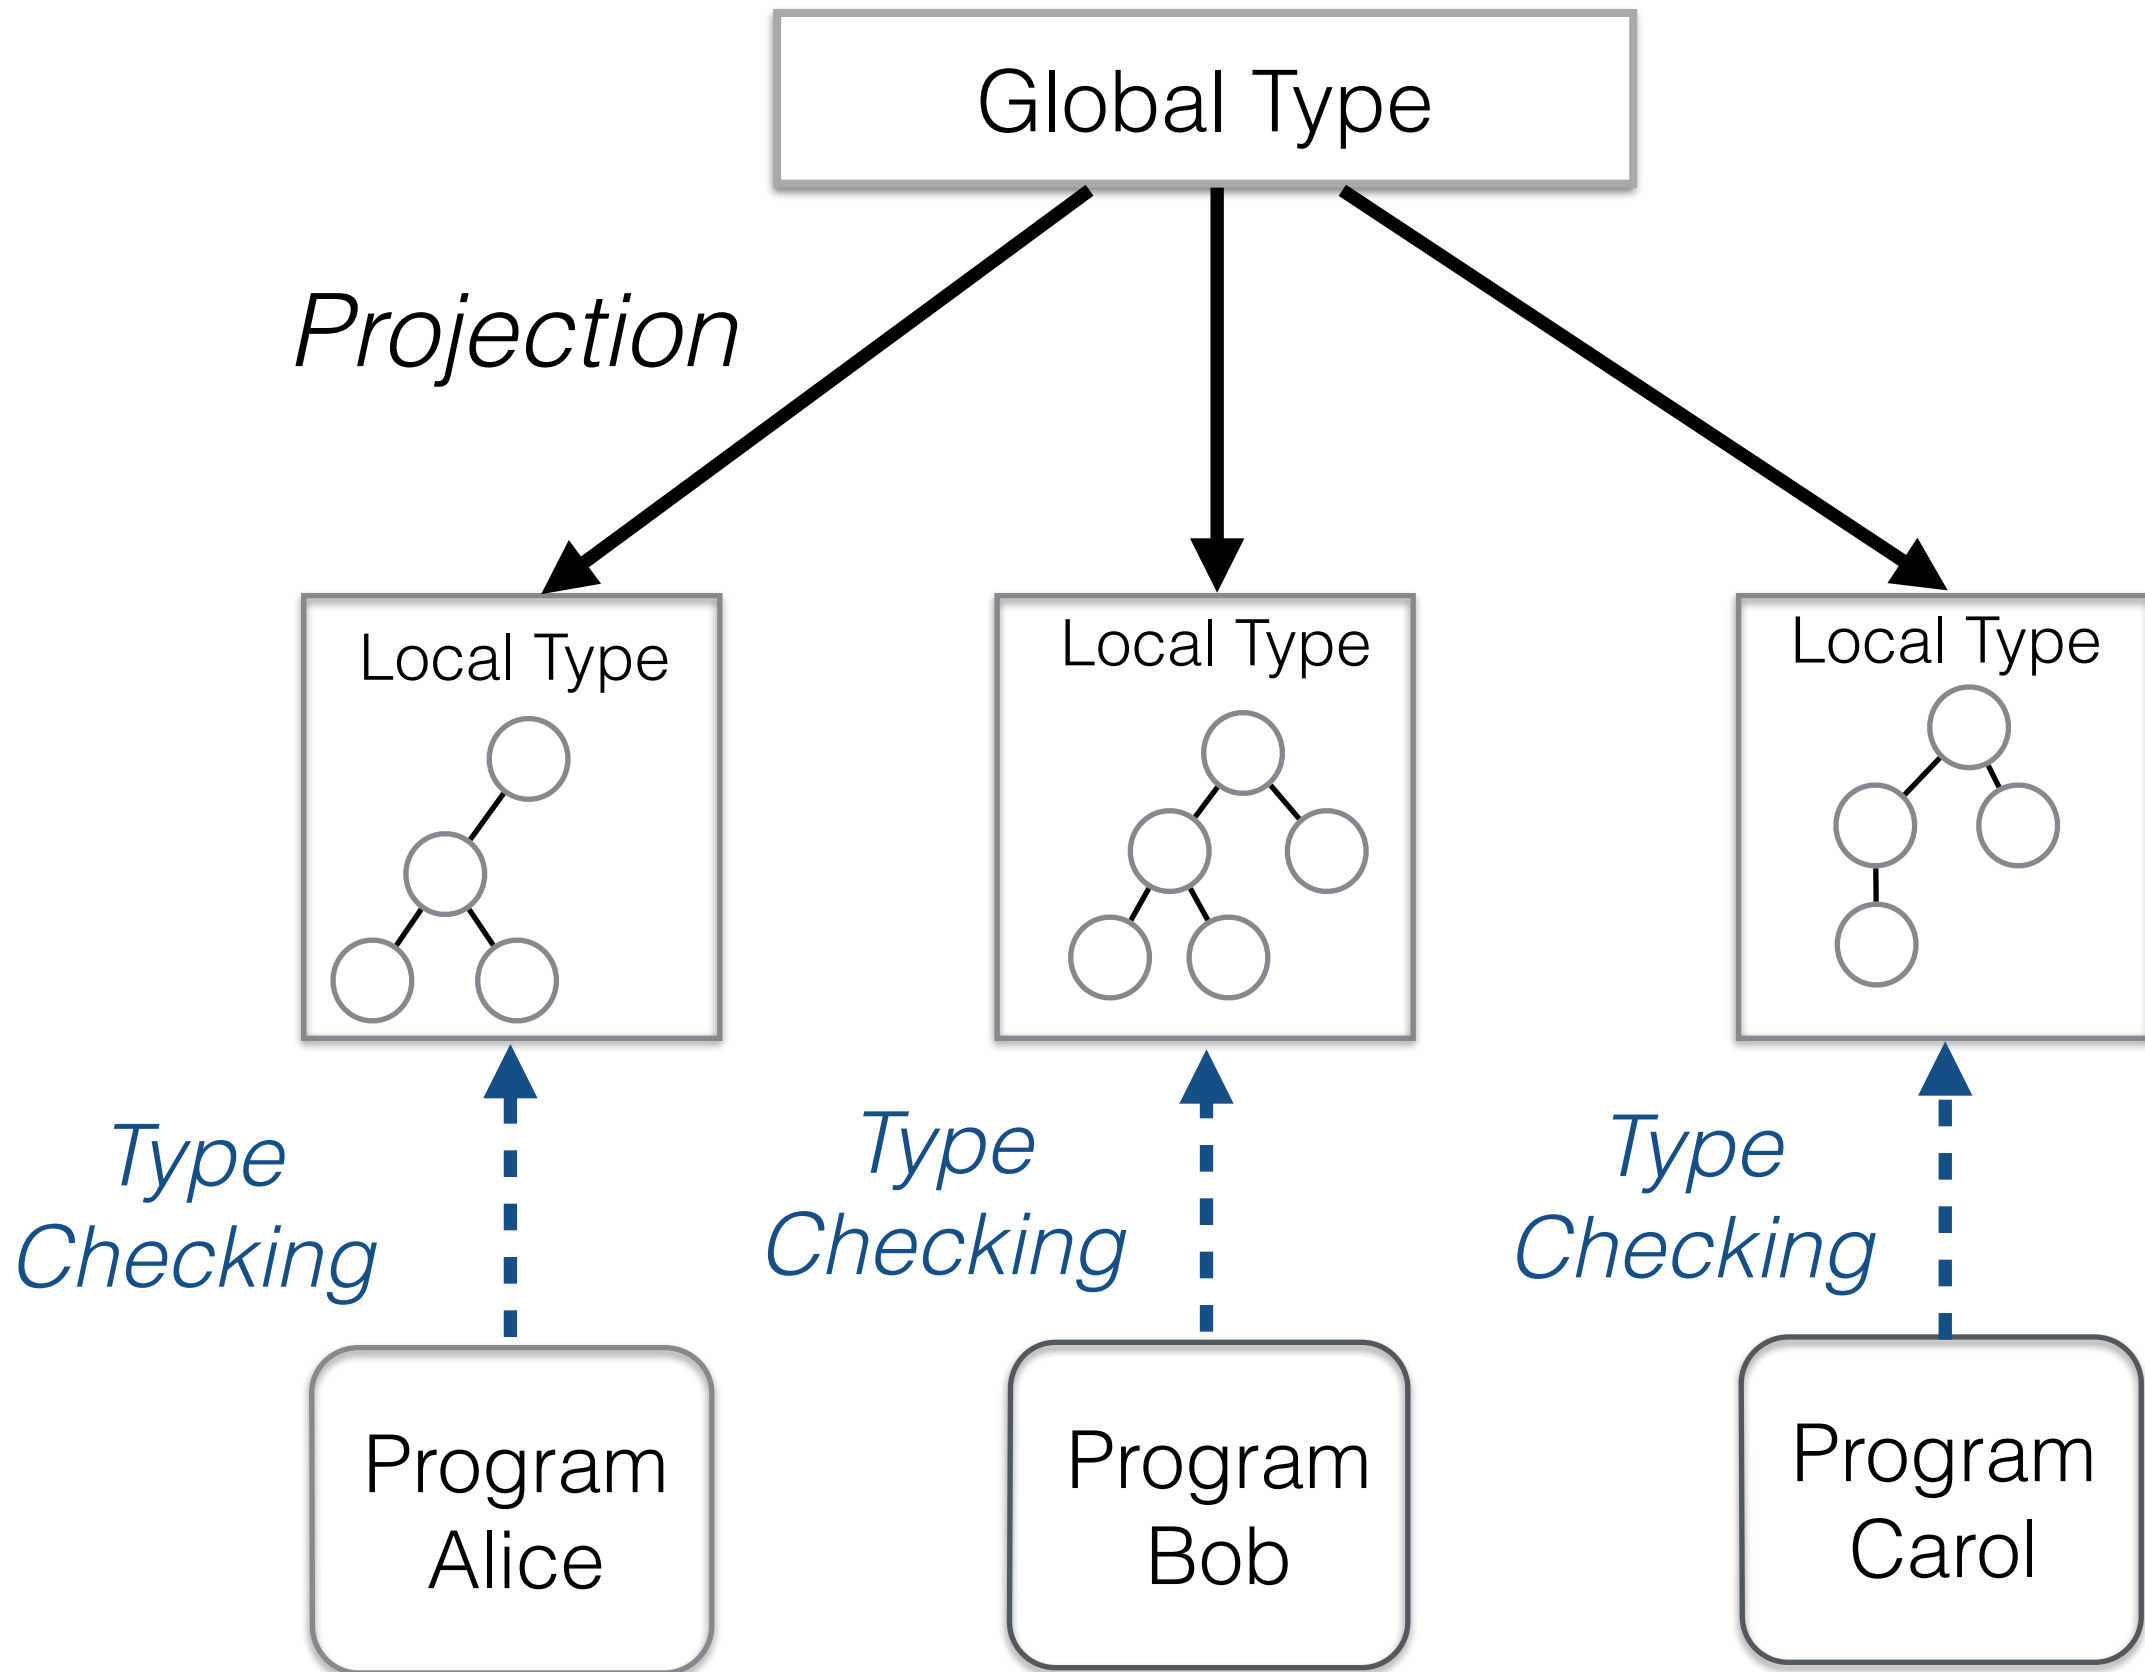 Global Type
Projection
Local Type
Local Type
Local Type
Type
Checking
Type
Checking
Type
Checking
Program
Alice
Program
Bob
Program
Carol